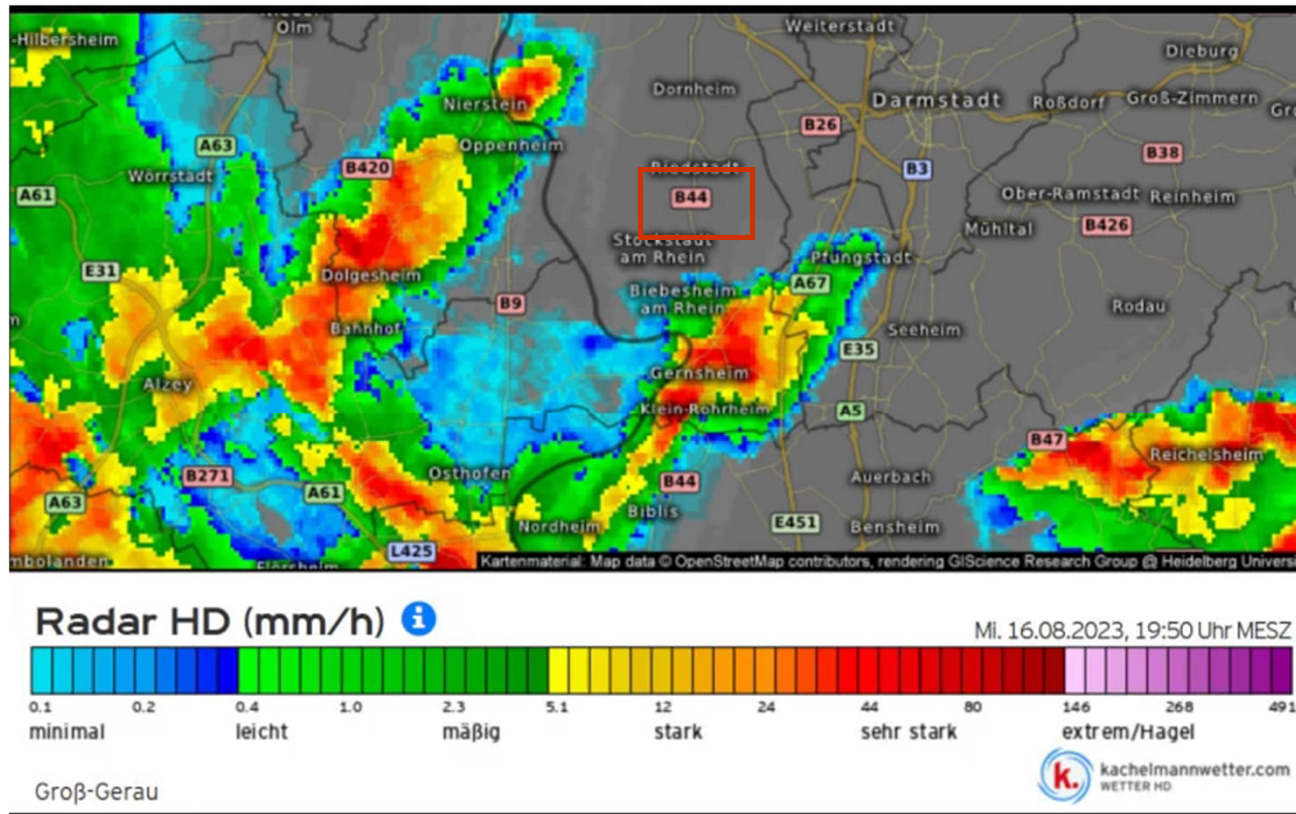 Olm
Weiterstadt
-Hilbersheim
Dieburg
Dornheim
Nierstein
Darmstadt
Roßdorf
Groß-Zimmern
B26
A63
Oppenheim
B38
B420
Riedstadt
B3
Wörrstadt
A61
B44
Ober-Ramstadt
Reinheim
B426
Mühltal
Stockstadt
am Rhein
Pfungstadt
E31
Dolgesheim
A67
Biebesheim
am Rhein
B9
Rodau
Bahnhof
Seeheim
E35
Gernsheim
Alzey
Klein-Rohrheim
A5
B47
Reichelsheim
B271
Osthofen
B44
Auerbach
A61
A63
Biblis
Nordheim
E451
Bensheim
L425
mbolanden
Kartenmaterial: Map data © OpenStreetMap contributors, rendering GIScience Research Group @ Heidelberg Universi
Radar HD (mm/h) i
Mi. 16.08.2023, 19:50 Uhr MESZ
0.1 0.2 0.4 1.0 2.3 5.1 12 24 44 80 146 268 491
minimal leicht mäßig stark sehr stark extrem/Hagel
Groß-Gerau
k. kachelmannwetter.com
WETTER HD